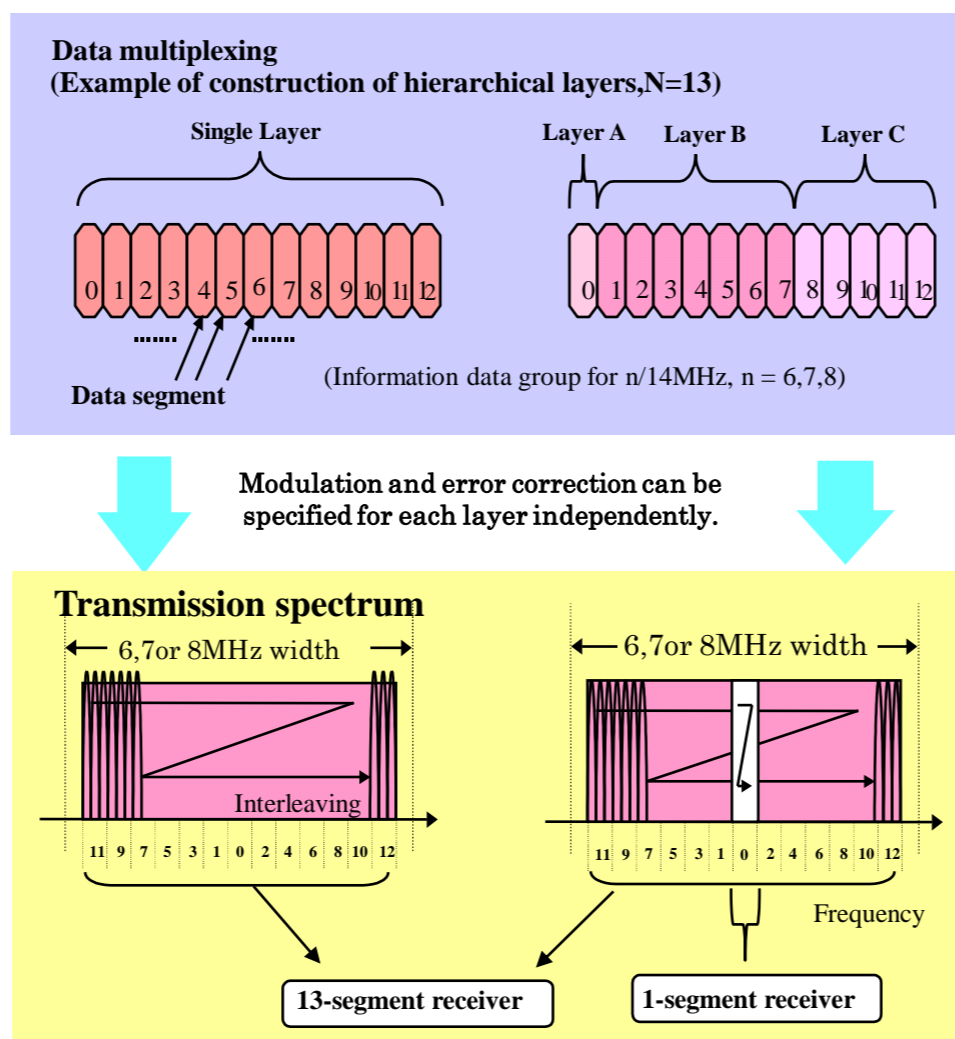 Data multiplexing
(Example of construction of hierarchical layers,N=13)
Single Layer
Layer A Layer B Layer C
0 1 2 3 4 5 6 7 8 9 10 11 12
0 1 2 3 4 5 6 7 8 9 10 11 12
Data segment
(Information data group for n/14MHz, n = 6,7,8)
Modulation and error correction can be
specified for each layer independently.
Transmission spectrum
6,7or 8MHz width
6,7or 8MHz width
Interleaving
11 9 7 5 3 1 0 2 4 6 8 10 12
11 9 7 5 3 1 0 2 4 6 8 10 12
Frequency
13-segment receiver
1-segment receiver